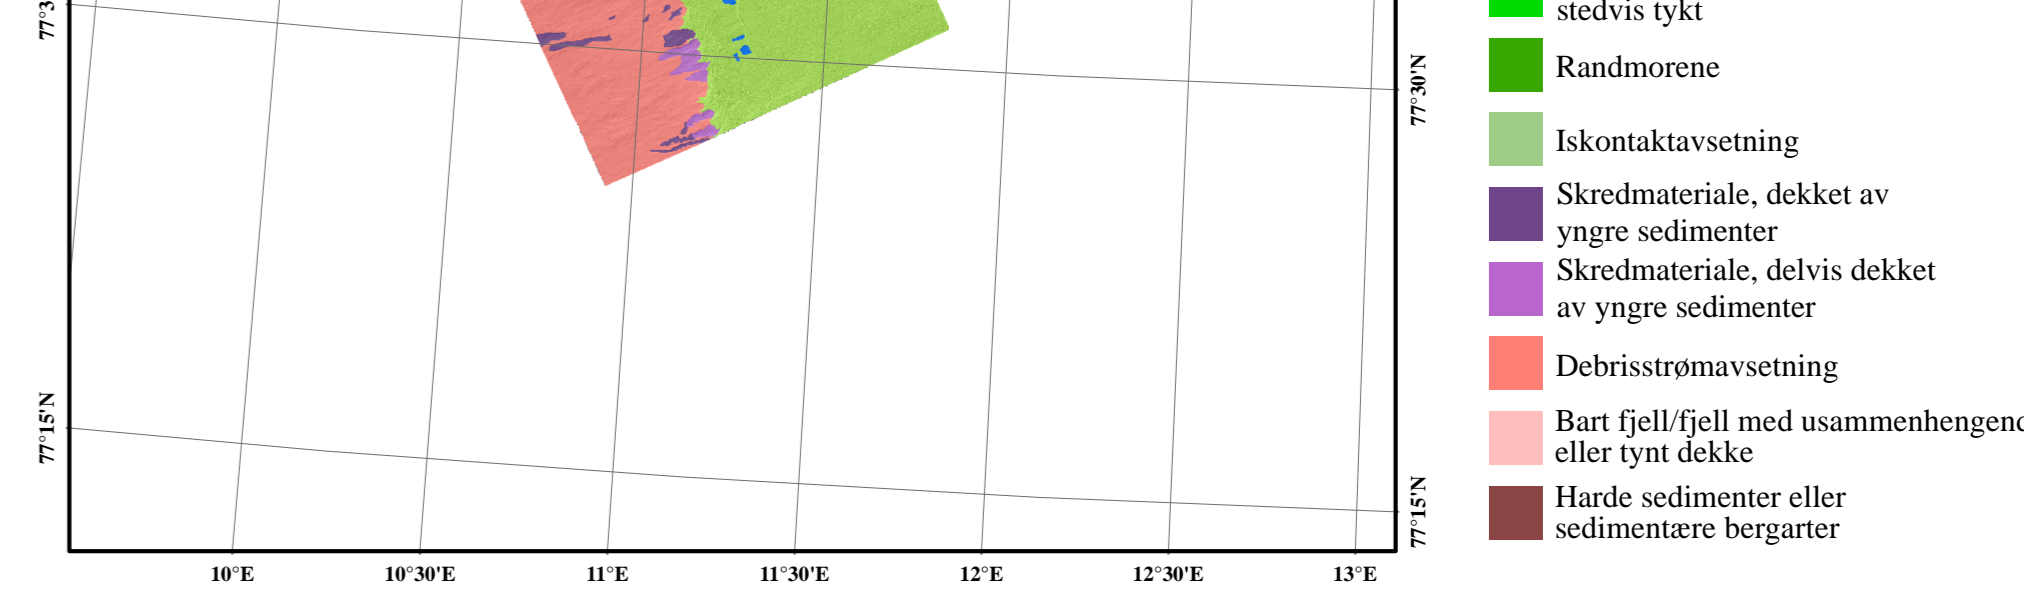 77°3
77°30'N
77°15'N
77°15'N
10°E
10°30'E
11°E
11°30'E
12°E
12°30'E
13°E
stedvis tykt
Randmorene
Iskontaktavsetning
Skredmateriale, dekket av
yngre sedimenter
Skredmateriale, delvis dekket
av yngre sedimenter
Debrisstrømavsetning
Bart fjell/fjell med usammenhengend
eller tynt dekke
Harde sedimenter eller
sedimentære bergarter